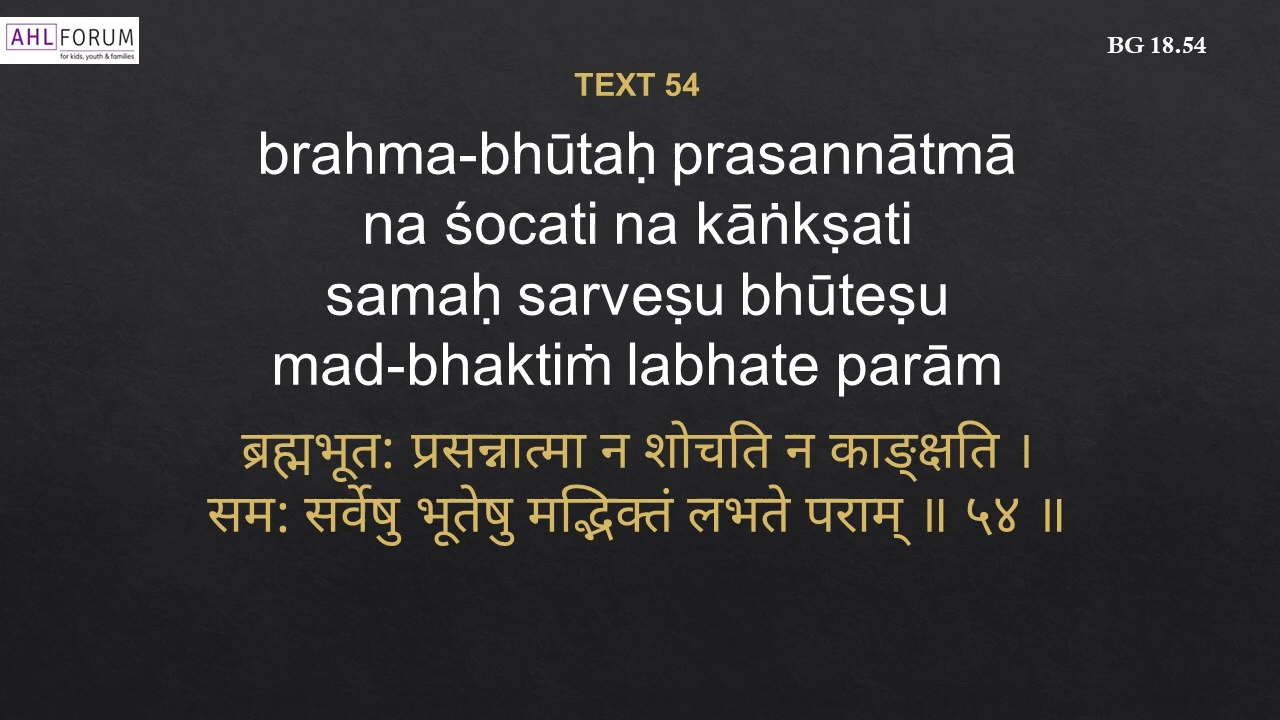 AHL FORUM
for kids, youth & families
BG 18.54
TEXT 54
brahma-bhūtaḥ prasannātmā
na śocati na kāṅkṣati
samaḥ sarveṣu bhūteṣu
mad-bhaktiṁ labhate parām
ब्रह्मभूत: प्रसन्नात्मा न शोचति न काङ्‍क्षति ।
सम: सर्वेषु भूतेषु मद्भ‍िक्तं लभते पराम् ॥ ५४ ॥